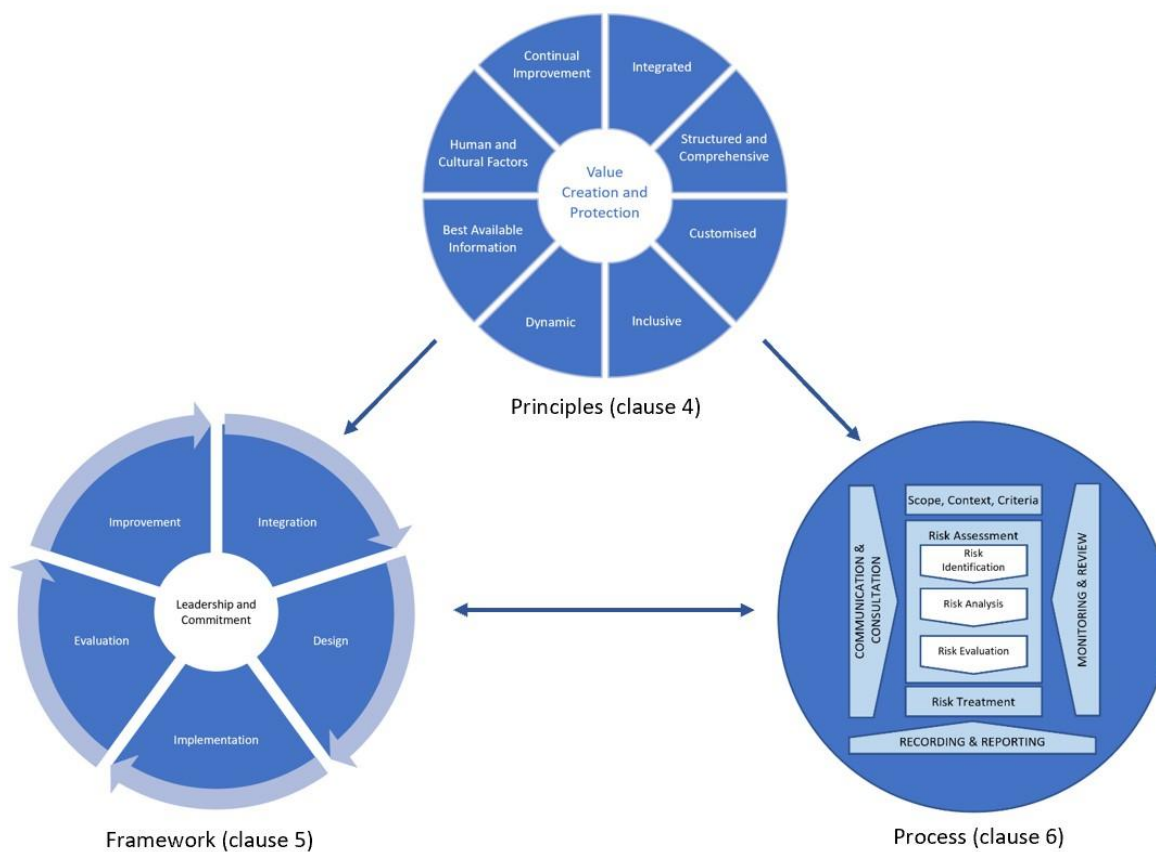 Continual
Improvement
Integrated
Human and
Cultural Factors
Structured and
Comprehensive
Value
Creation and
Protection
Best Available
Information
Customised
Dynamic
Inclusive
Principles (clause 4)
Improvement
Integration
Leadership and
Commitment
Evaluation
Design
Implementation
Framework (clause 5)
Scope, Context, Criteria
Risk Assessment
Risk
Identification
Risk Analysis
Risk Evaluation
Risk Treatment
COMMUNICATION &
CONSULTATION
MONITORING & REVIEW
RECORDING & REPORTING
Process (clause 6)